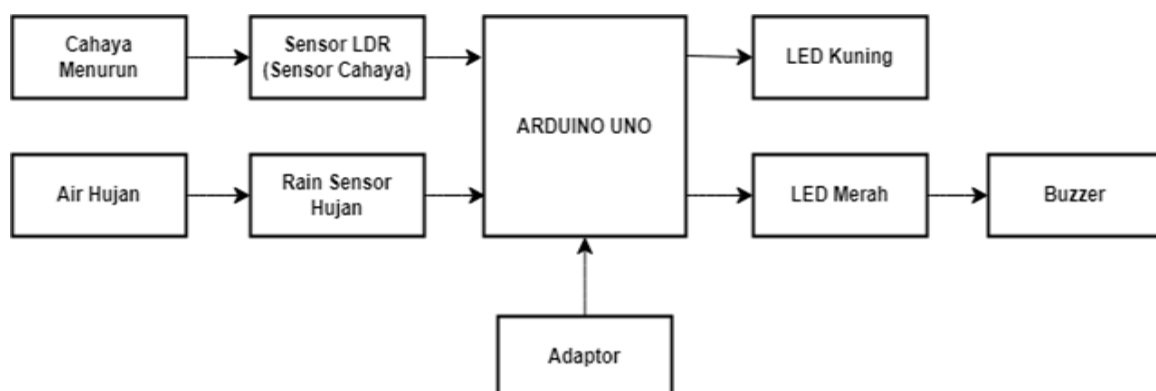 Cahaya
Menurun
Sensor LDR
(Sensor Cahaya)
ARDUINO UNO
LED Kuning
Air Hujan
Rain Sensor
Hujan
LED Merah
Buzzer
Adaptor